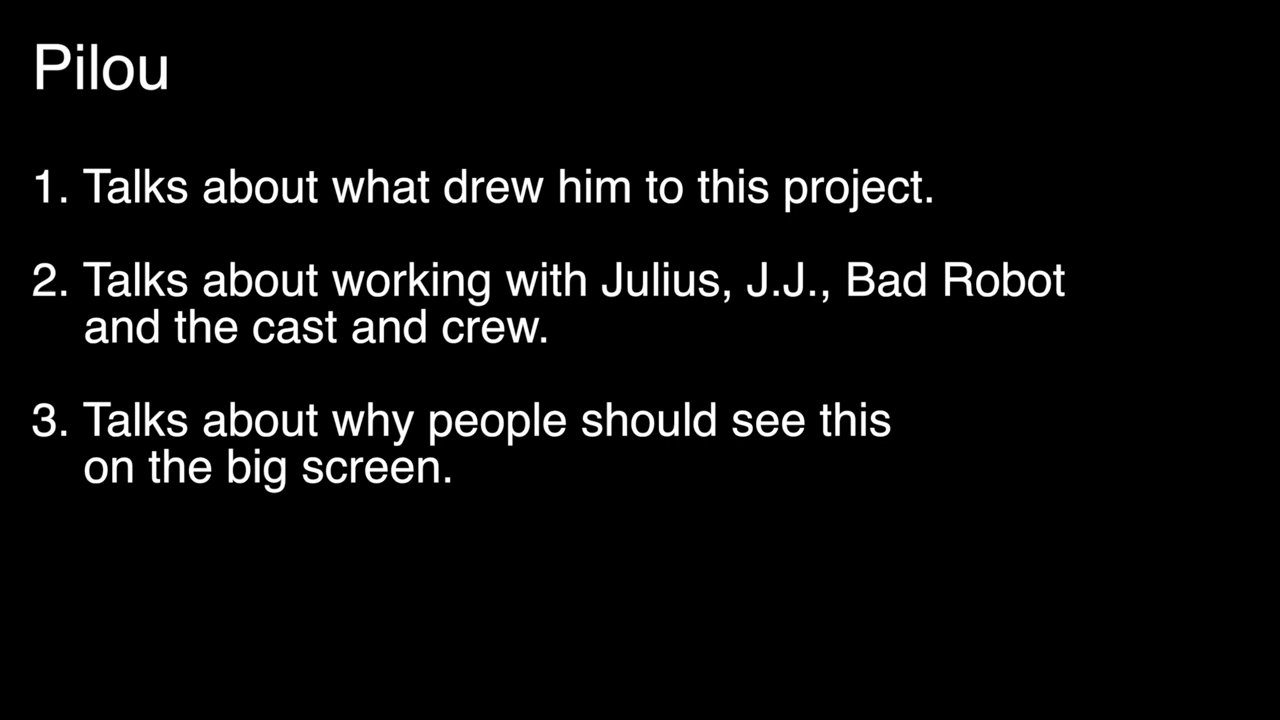 Pilou
1. Talks about what drew him to this project.
2. Talks about working with Julius, J.J., Bad Robot
and the cast and crew.
3. Talks about why people should see this
on the big screen.